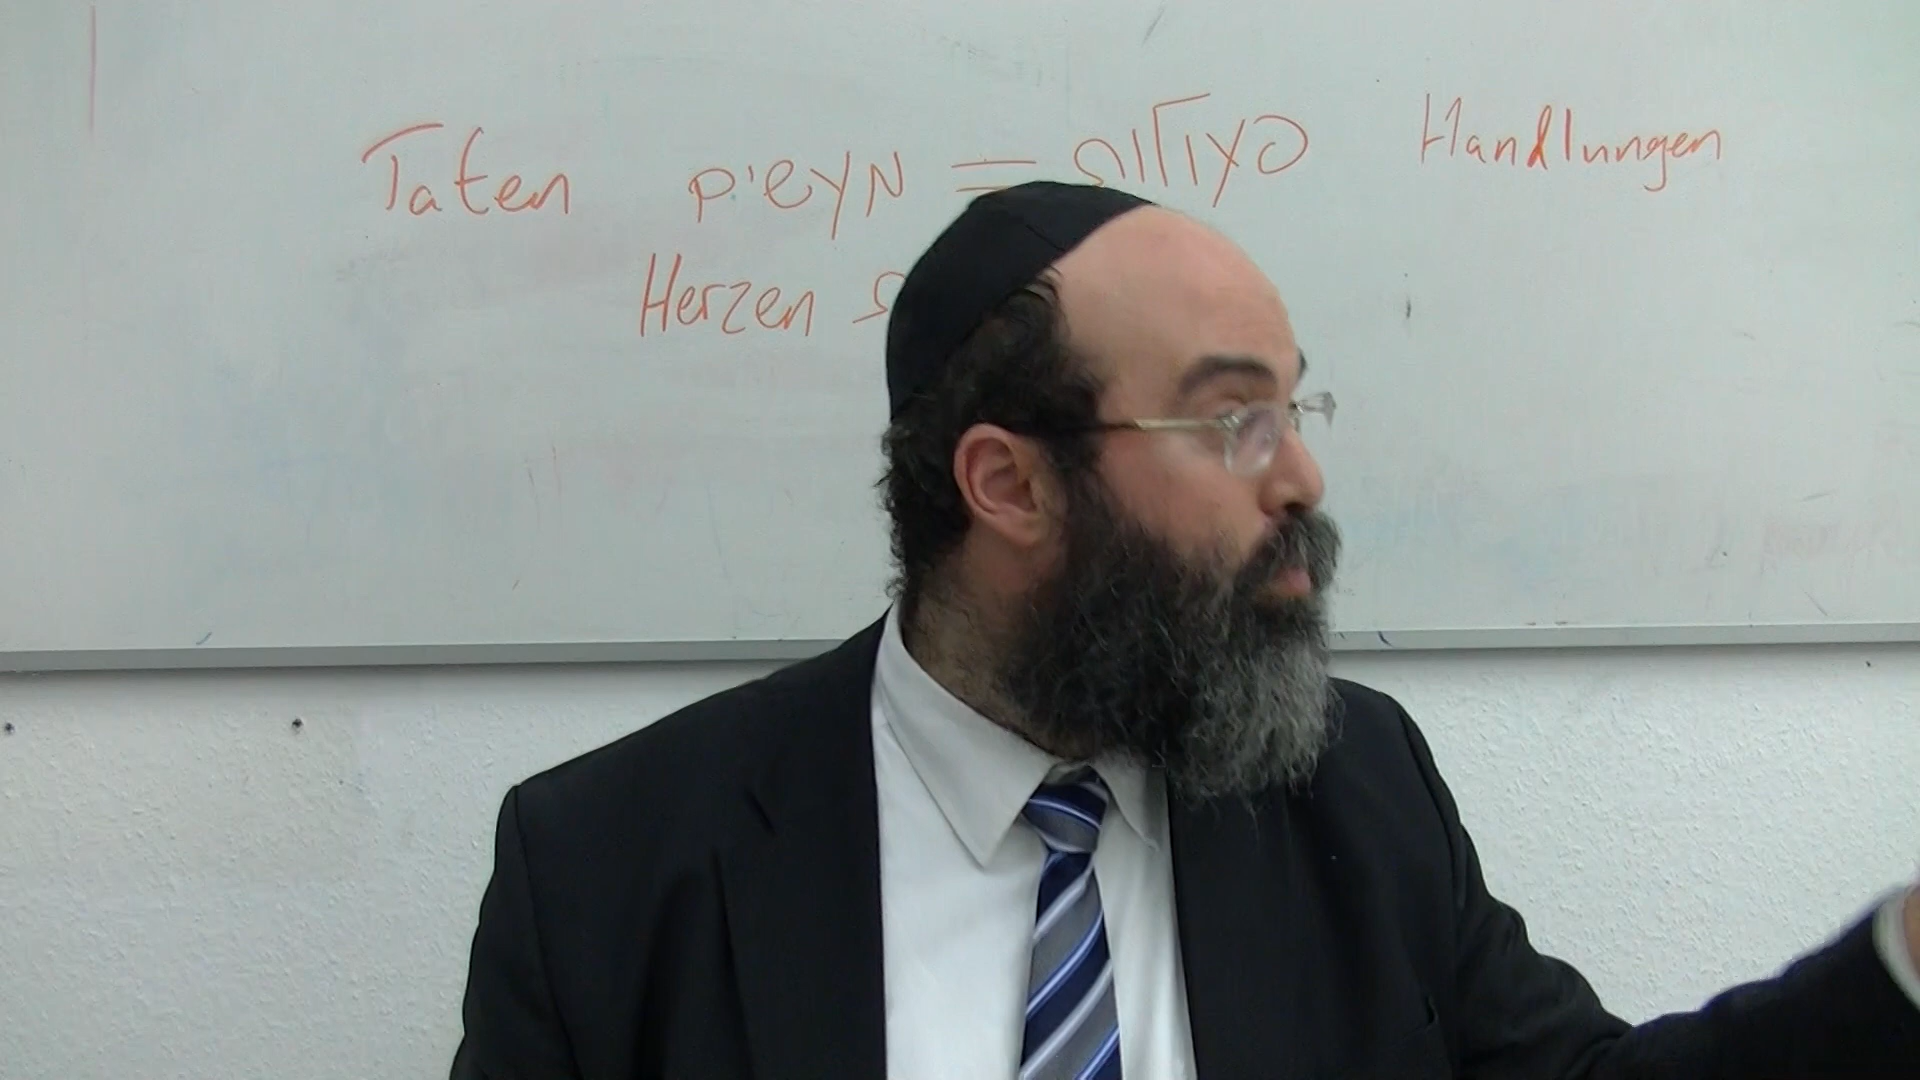 Taten מעשים = פעולות Handlungen
Herzen